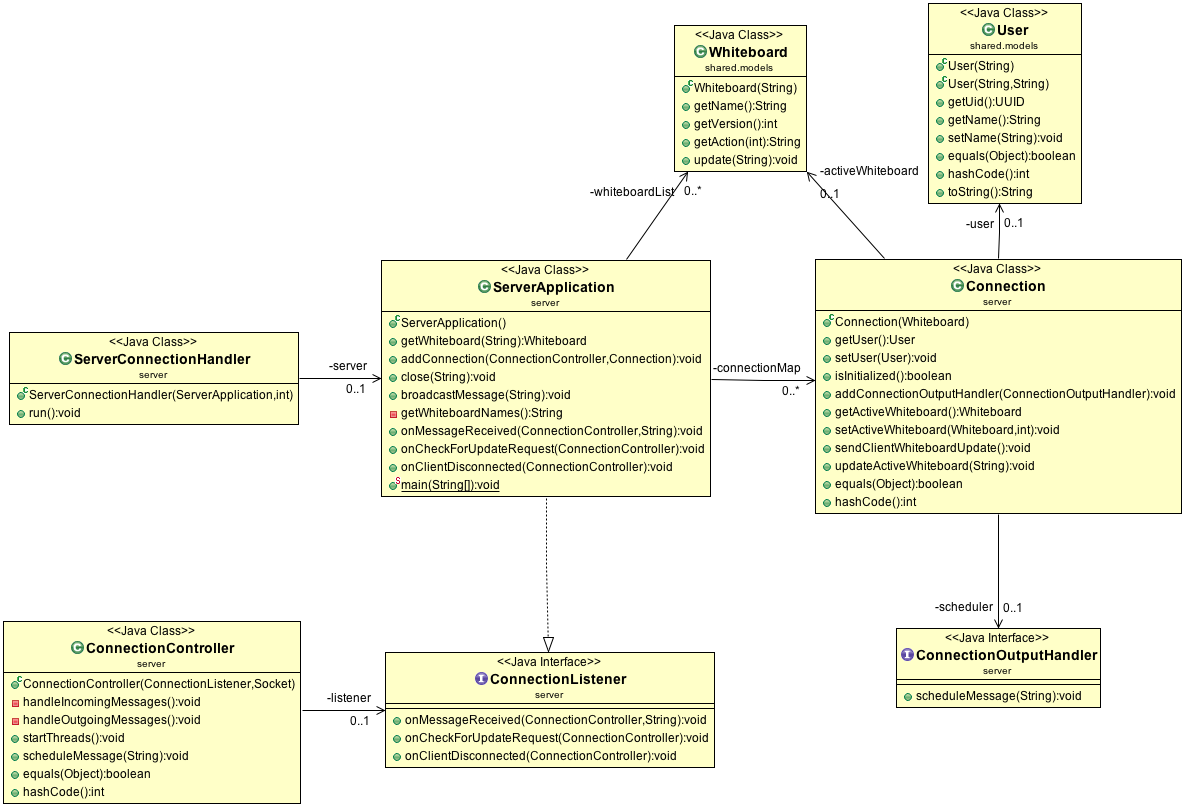 <<Java Class>>
Whiteboard
shared.models
Whiteboard(String)
getName():String
getVersion():int
getAction(int):String
update(String):void
<<Java Class>>
User
shared.models
User(String)
User(String,String)
getUid():UUID
getName():String
setName(String):void
equals(Object):boolean
hashCode():int
toString():String
-whiteboardList
0..*
-activeWhiteboard
0..1
-user
0..1
<<Java Class>>
ServerConnectionHandler
server
ServerConnectionHandler(ServerApplication,int)
run():void
-server
0..1
<<Java Class>>
ServerApplication
server
ServerApplication()
getWhiteboard(String):Whiteboard
addConnection(ConnectionController,Connection):void
close(String):void
broadcastMessage(String):void
getWhiteboardNames():String
onMessageReceived(ConnectionController,String):void
onCheckForUpdateRequest(ConnectionController):void
onClientDisconnected(ConnectionController):void
main(String[]):void
-connectionMap
0..*
<<Java Class>>
Connection
server
Connection(Whiteboard)
getUser():User
setUser(User):void
isInitialized():boolean
addConnectionOutputHandler(ConnectionOutputHandler):void
getActiveWhiteboard():Whiteboard
setActiveWhiteboard(Whiteboard,int):void
sendClientWhiteboardUpdate():void
updateActiveWhiteboard(String):void
equals(Object):boolean
hashCode():int
-scheduler
0..1
<<Java Class>>
ConnectionController
server
ConnectionController(ConnectionListener,Socket)
handleIncomingMessages():void
handleOutgoingMessages():void
startThreads():void
scheduleMessage(String):void
equals(Object):boolean
hashCode():int
-listener
0..1
<<Java Interface>>
ConnectionListener
server
onMessageReceived(ConnectionController,String):void
onCheckForUpdateRequest(ConnectionController):void
onClientDisconnected(ConnectionController):void
<<Java Interface>>
ConnectionOutputHandler
server
scheduleMessage(String):void